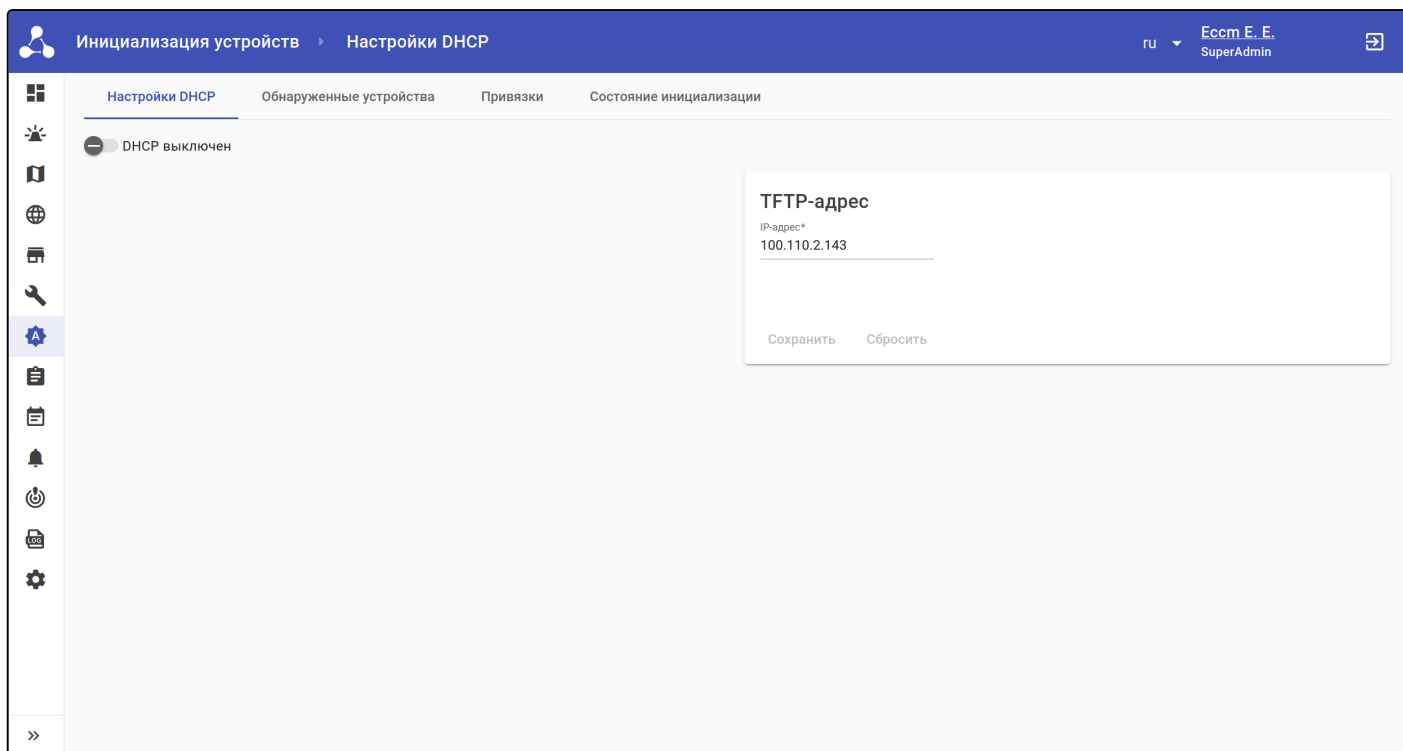 Инициализация устройств
Настройки DHCP
ru
Eccm E. E.
SuperAdmin
Настройки DHCP
Обнаруженные устройства
Привязки
Состояние инициализации
DHCP выключен
TFTP-адрес
IP-адрес*
100.110.2.143
Сохранить
Сбросить
A
LOG